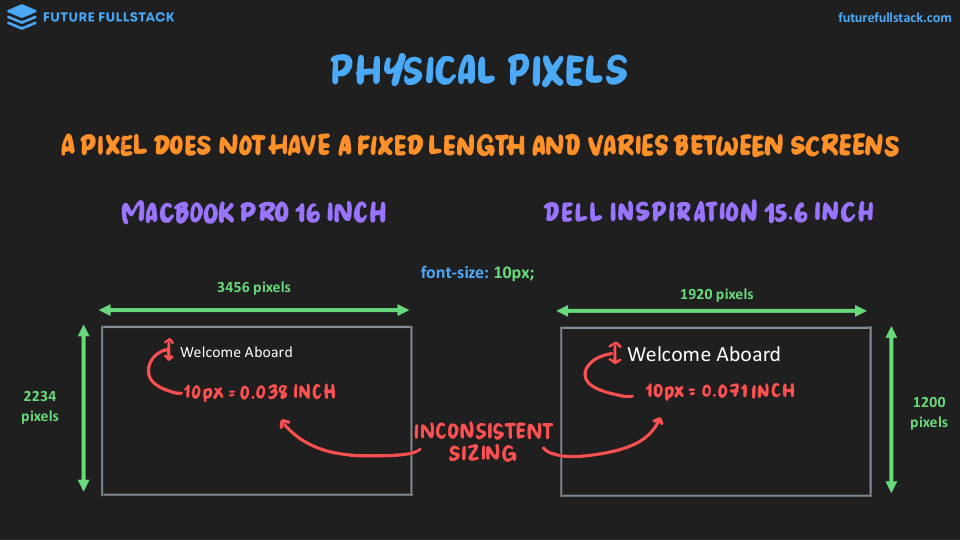 FUTURE FULLSTACK
futurefullstack.com
PHYSICAL PIXELS
A PIXEL DOES NOT HAVE A FIXED LENGTH AND VARIES BETWEEN SCREENS
MACBOOK PRO 16 INCH
DELL INSPIRATION 15.6 INCH
font-size: 10px;
3456 pixels
1920 pixels
Welcome Aboard
Welcome Aboard
10px = 0.038 INCH
10px = 0.071 INCH
2234
pixels
1200
pixels
INCONSISTENT
SIZING